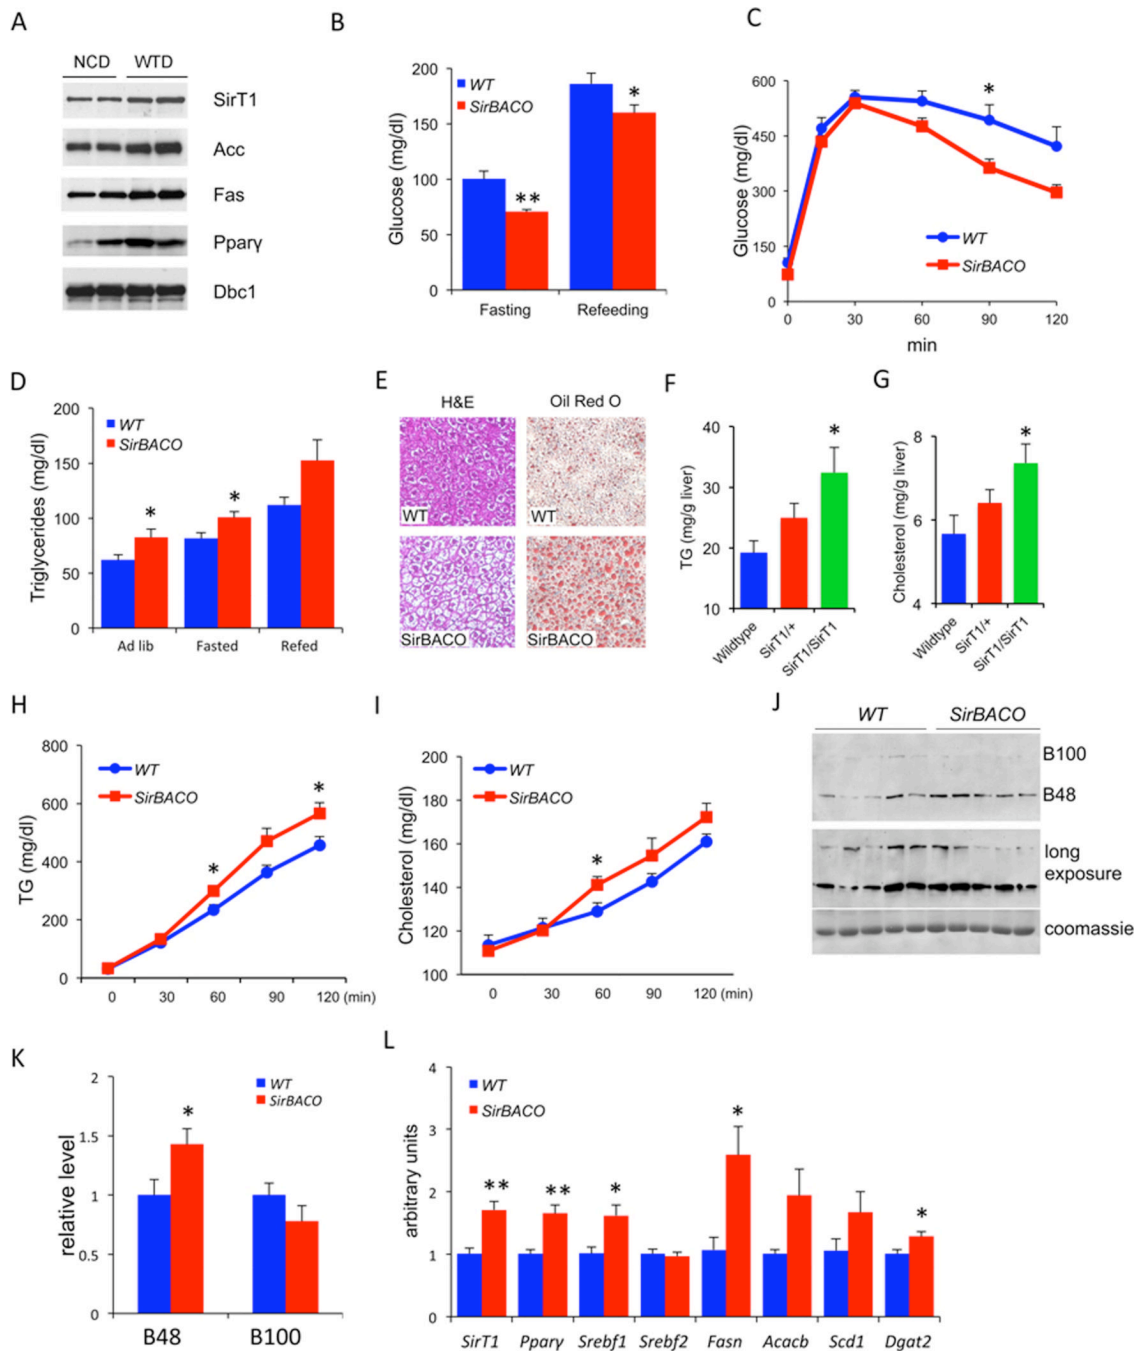 A
NCD WTD
SirT1
Acc
Fas
Pparγ
Dbc1
B
WT
SirBACO
Glucose (mg/dl)
200
150
100
50
0
*
**
Fasting Refeeding
C
Glucose (mg/dl)
600
450
300
150
0
*
WT
SirBACO
0 30 60 90 120
min
D
Triglycerides (mg/dl)
200
150
100
50
0
WT
SirBACO
* *
Ad lib Fasted Refed
E
H&E Oil Red O
WT WT
SirBACO SirBACO
F
TG (mg/g liver)
40
30
20
10
*
Wildtype
SirT1/+
SirT1/SirT1
G
Cholesterol (mg/g liver)
8
6
4
*
Wildtype
SirT1/+
SirT1/SirT1
H
TG (mg/dl)
800
600
400
200
0
WT
SirBACO
* *
0 30 60 90 120 (min)
I
Cholesterol (mg/dl)
200
180
160
140
120
100
WT
SirBACO
*
0 30 60 90 120 (min)
J
WT SirBACO
B100
B48
long
exposure
coomassie
K
relative level
2
1.5
1
0.5
0
WT
SirBACO
*
B48 B100
L
arbitrary units
4
3
2
1
0
WT
SirBACO
** ** * * *
SirT1 Pparγ Srebf1 Srebf2 Fasn Acacb Scd1 Dgat2